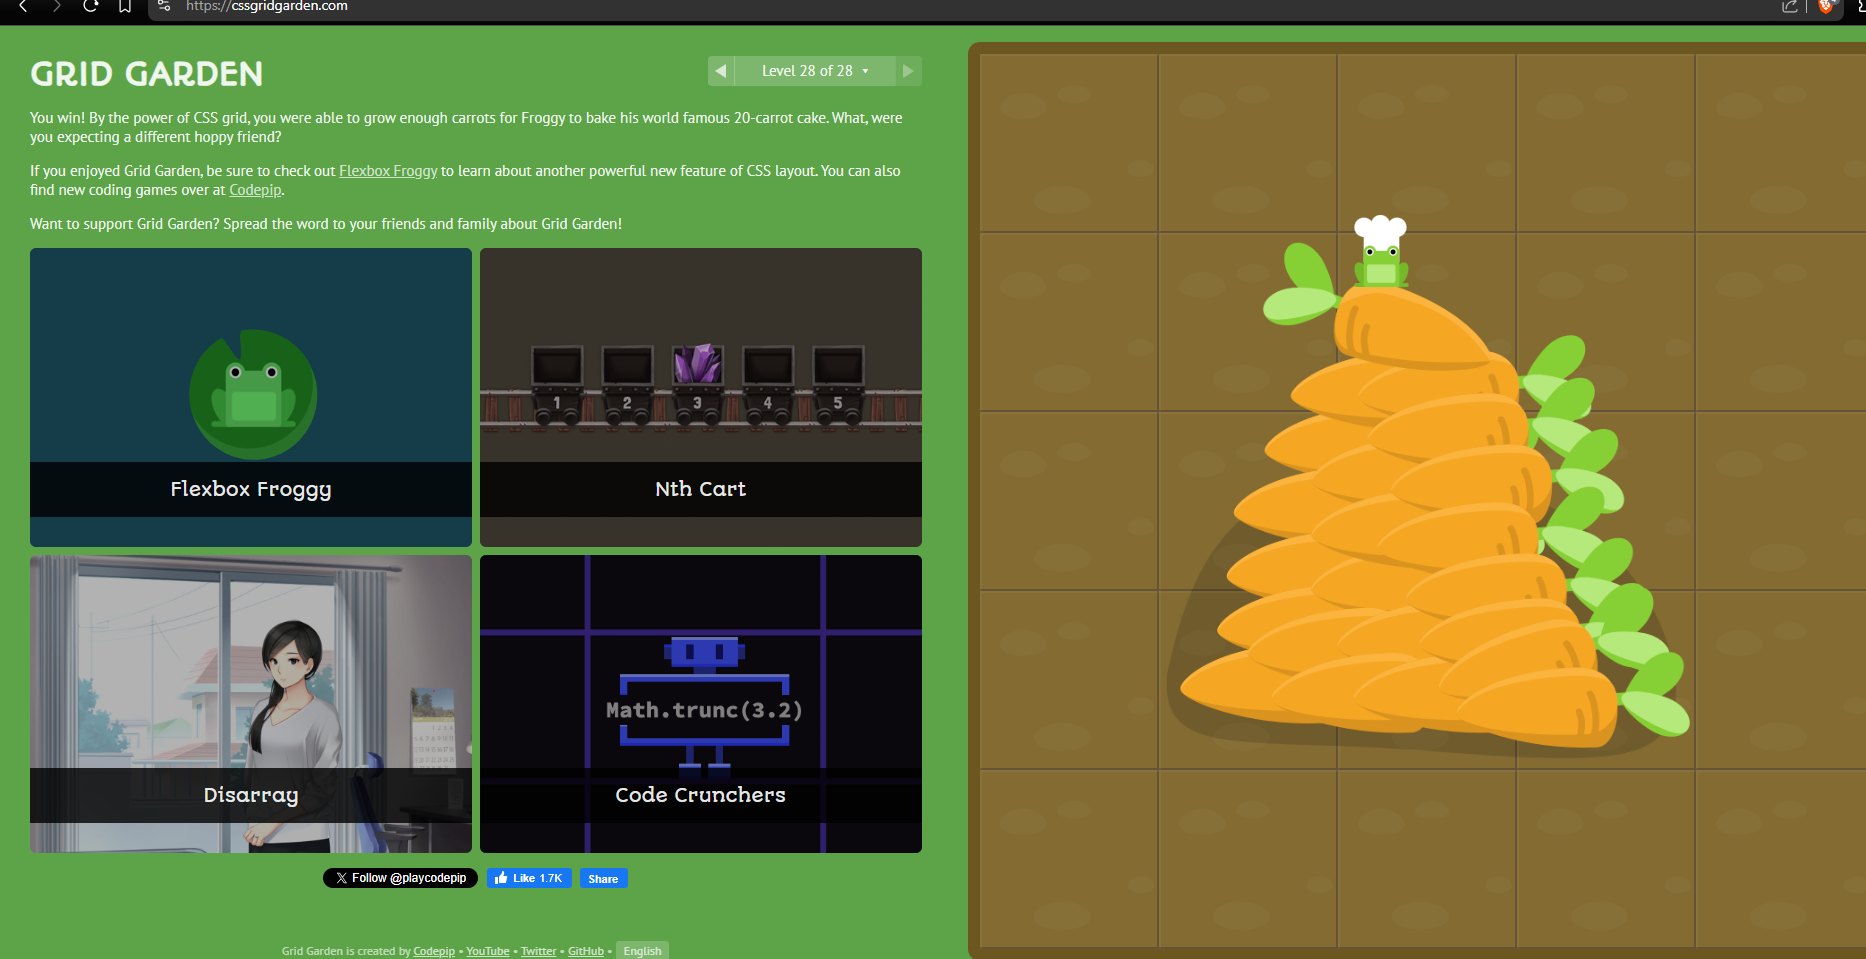 https://cssgridgarden.com
GRID GARDEN
Level 28 of 28
You win! By the power of CSS grid, you were able to grow enough carrots for Froggy to bake his world famous 20-carrot cake. What, were
you expecting a different hoppy friend?
If you enjoyed Grid Garden, be sure to check out Flexbox Froggy to learn about another powerful new feature of CSS layout. You can also
find new coding games over at Codepip.
Want to support Grid Garden? Spread the word to your friends and family about Grid Garden!
1 2 3 4 5
Flexbox Froggy
Nth Cart
Math.trunc(3.2)
Disarray
Code Crunchers
Follow @playcodepip
Like 1.7K
Share
Grid Garden is created by Codepip • YouTube • Twitter • GitHub • English